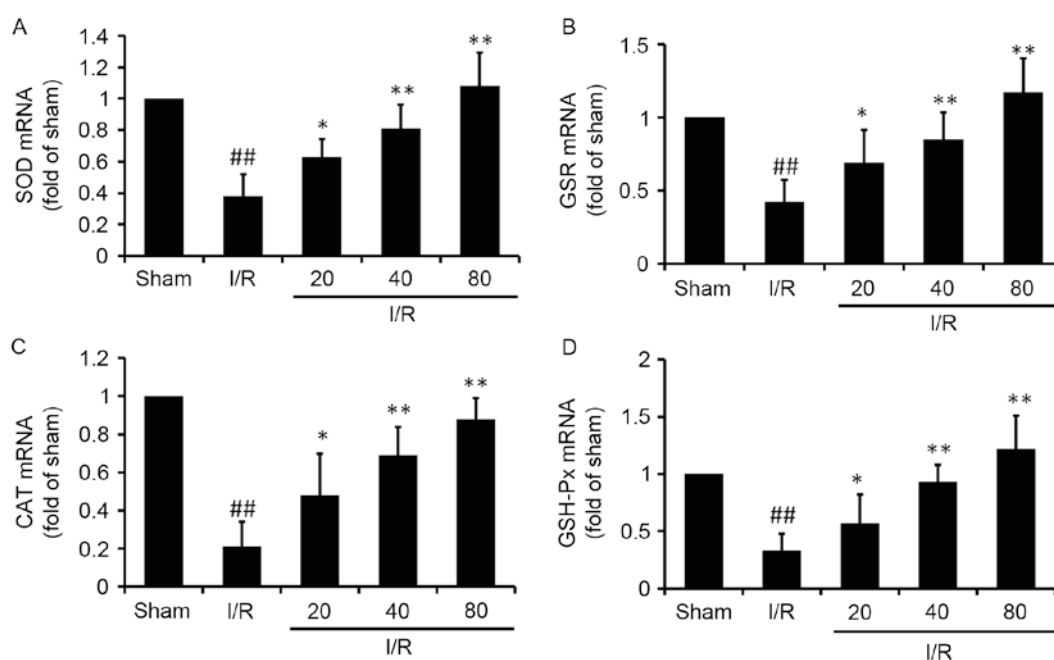 A
SOD mRNA
(fold of sham)
1.4
1.2
1
0.8
0.6
0.4
0.2
0
##
*
**
**
Sham I/R 20 40 80
I/R
B
GSR mRNA
(fold of sham)
1.5
1
0.5
0
##
*
**
**
Sham I/R 20 40 80
I/R
C
CAT mRNA
(fold of sham)
1.2
1
0.8
0.6
0.4
0.2
0
##
*
**
**
Sham I/R 20 40 80
I/R
D
GSH-Px mRNA
(fold of sham)
2
1.5
1
0.5
0
##
*
**
**
Sham I/R 20 40 80
I/R